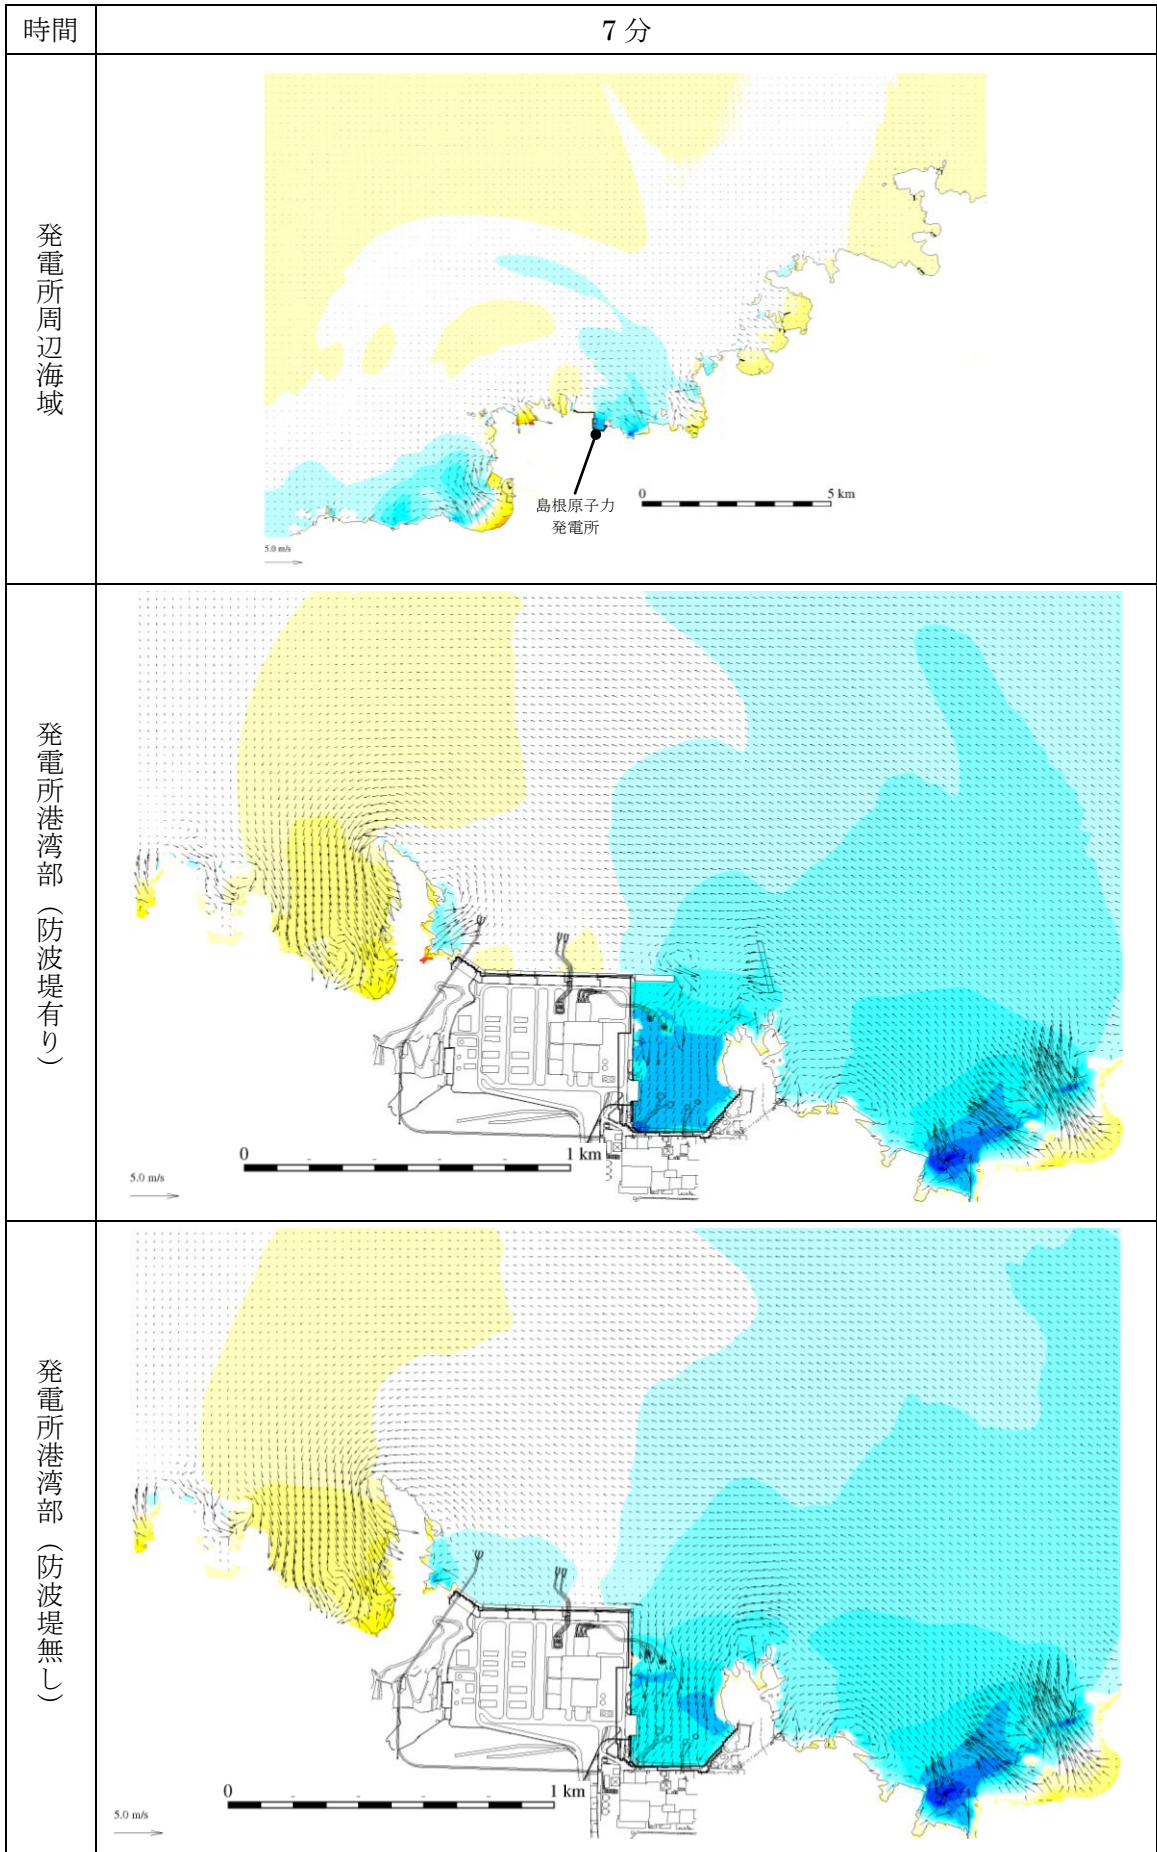 時間
7 分
発電所周辺海域
島根原子力
発電所
0
5 km
5.0 m/s
発電所港湾部（防波堤有り）
0
1 km
5.0 m/s
発電所港湾部（防波堤無し）
0
1 km
5.0 m/s